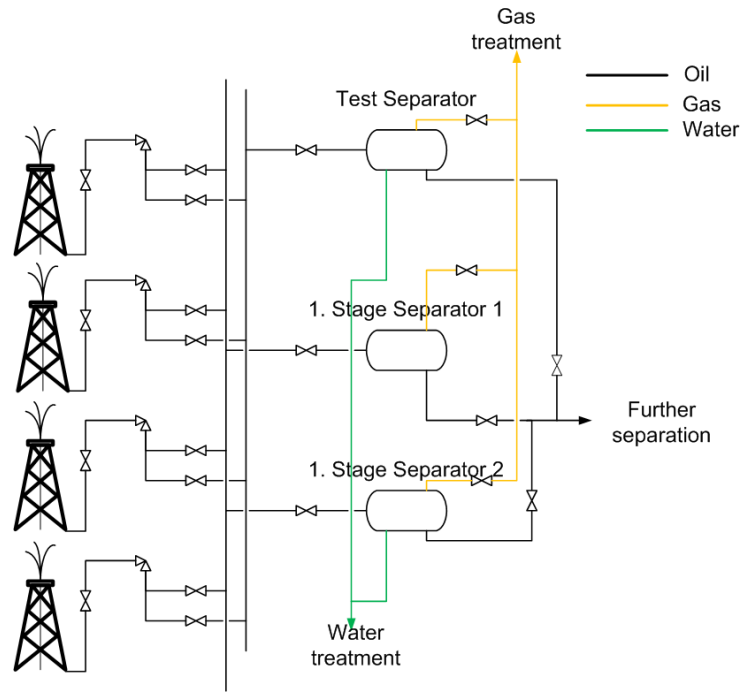 Gas
treatment
Oil
Gas
Water
Test Separator
1. Stage Separator 1
Further
separation
1. Stage Separator 2
Water
treatment